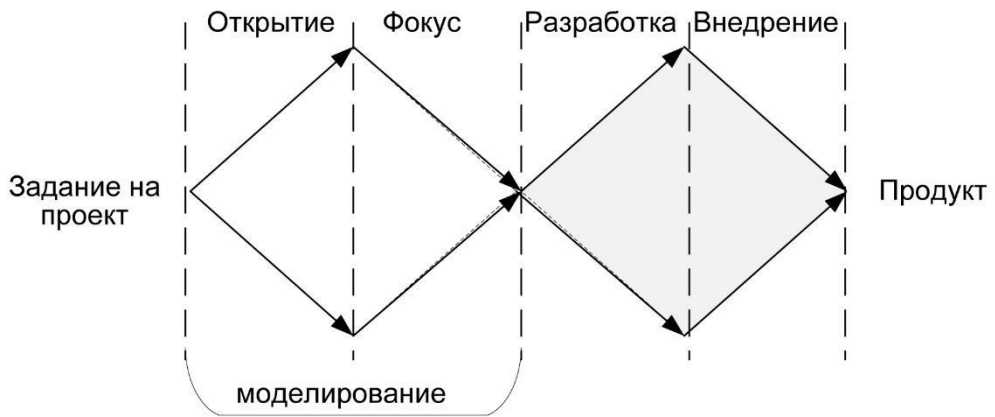 Открытие
Фокус
Разработка
Внедрение
Задание на
проект
Продукт
моделирование